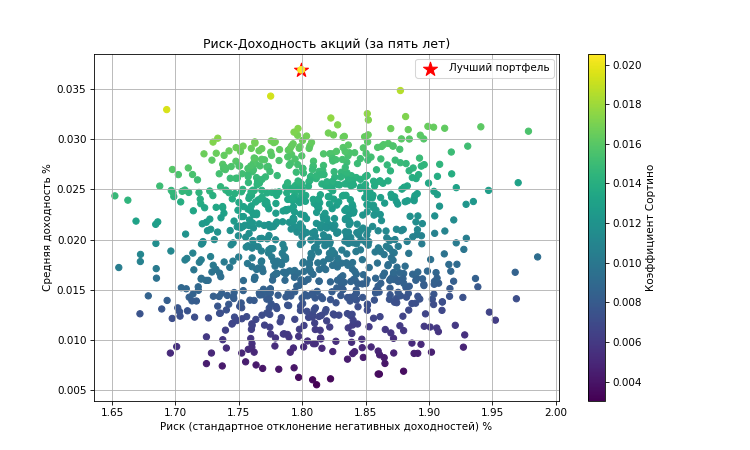 Риск-Доходность акций (за пять лет)
Лучший портфель
Средняя доходность %
0.035
0.030
0.025
0.020
0.015
0.010
0.005
1.65 1.70 1.75 1.80 1.85 1.90 1.95 2.00
Риск (стандартное отклонение негативных доходностей) %
0.020
0.018
0.016
0.014
0.012
0.010
0.008
0.006
0.004
Коэффициент Сортино